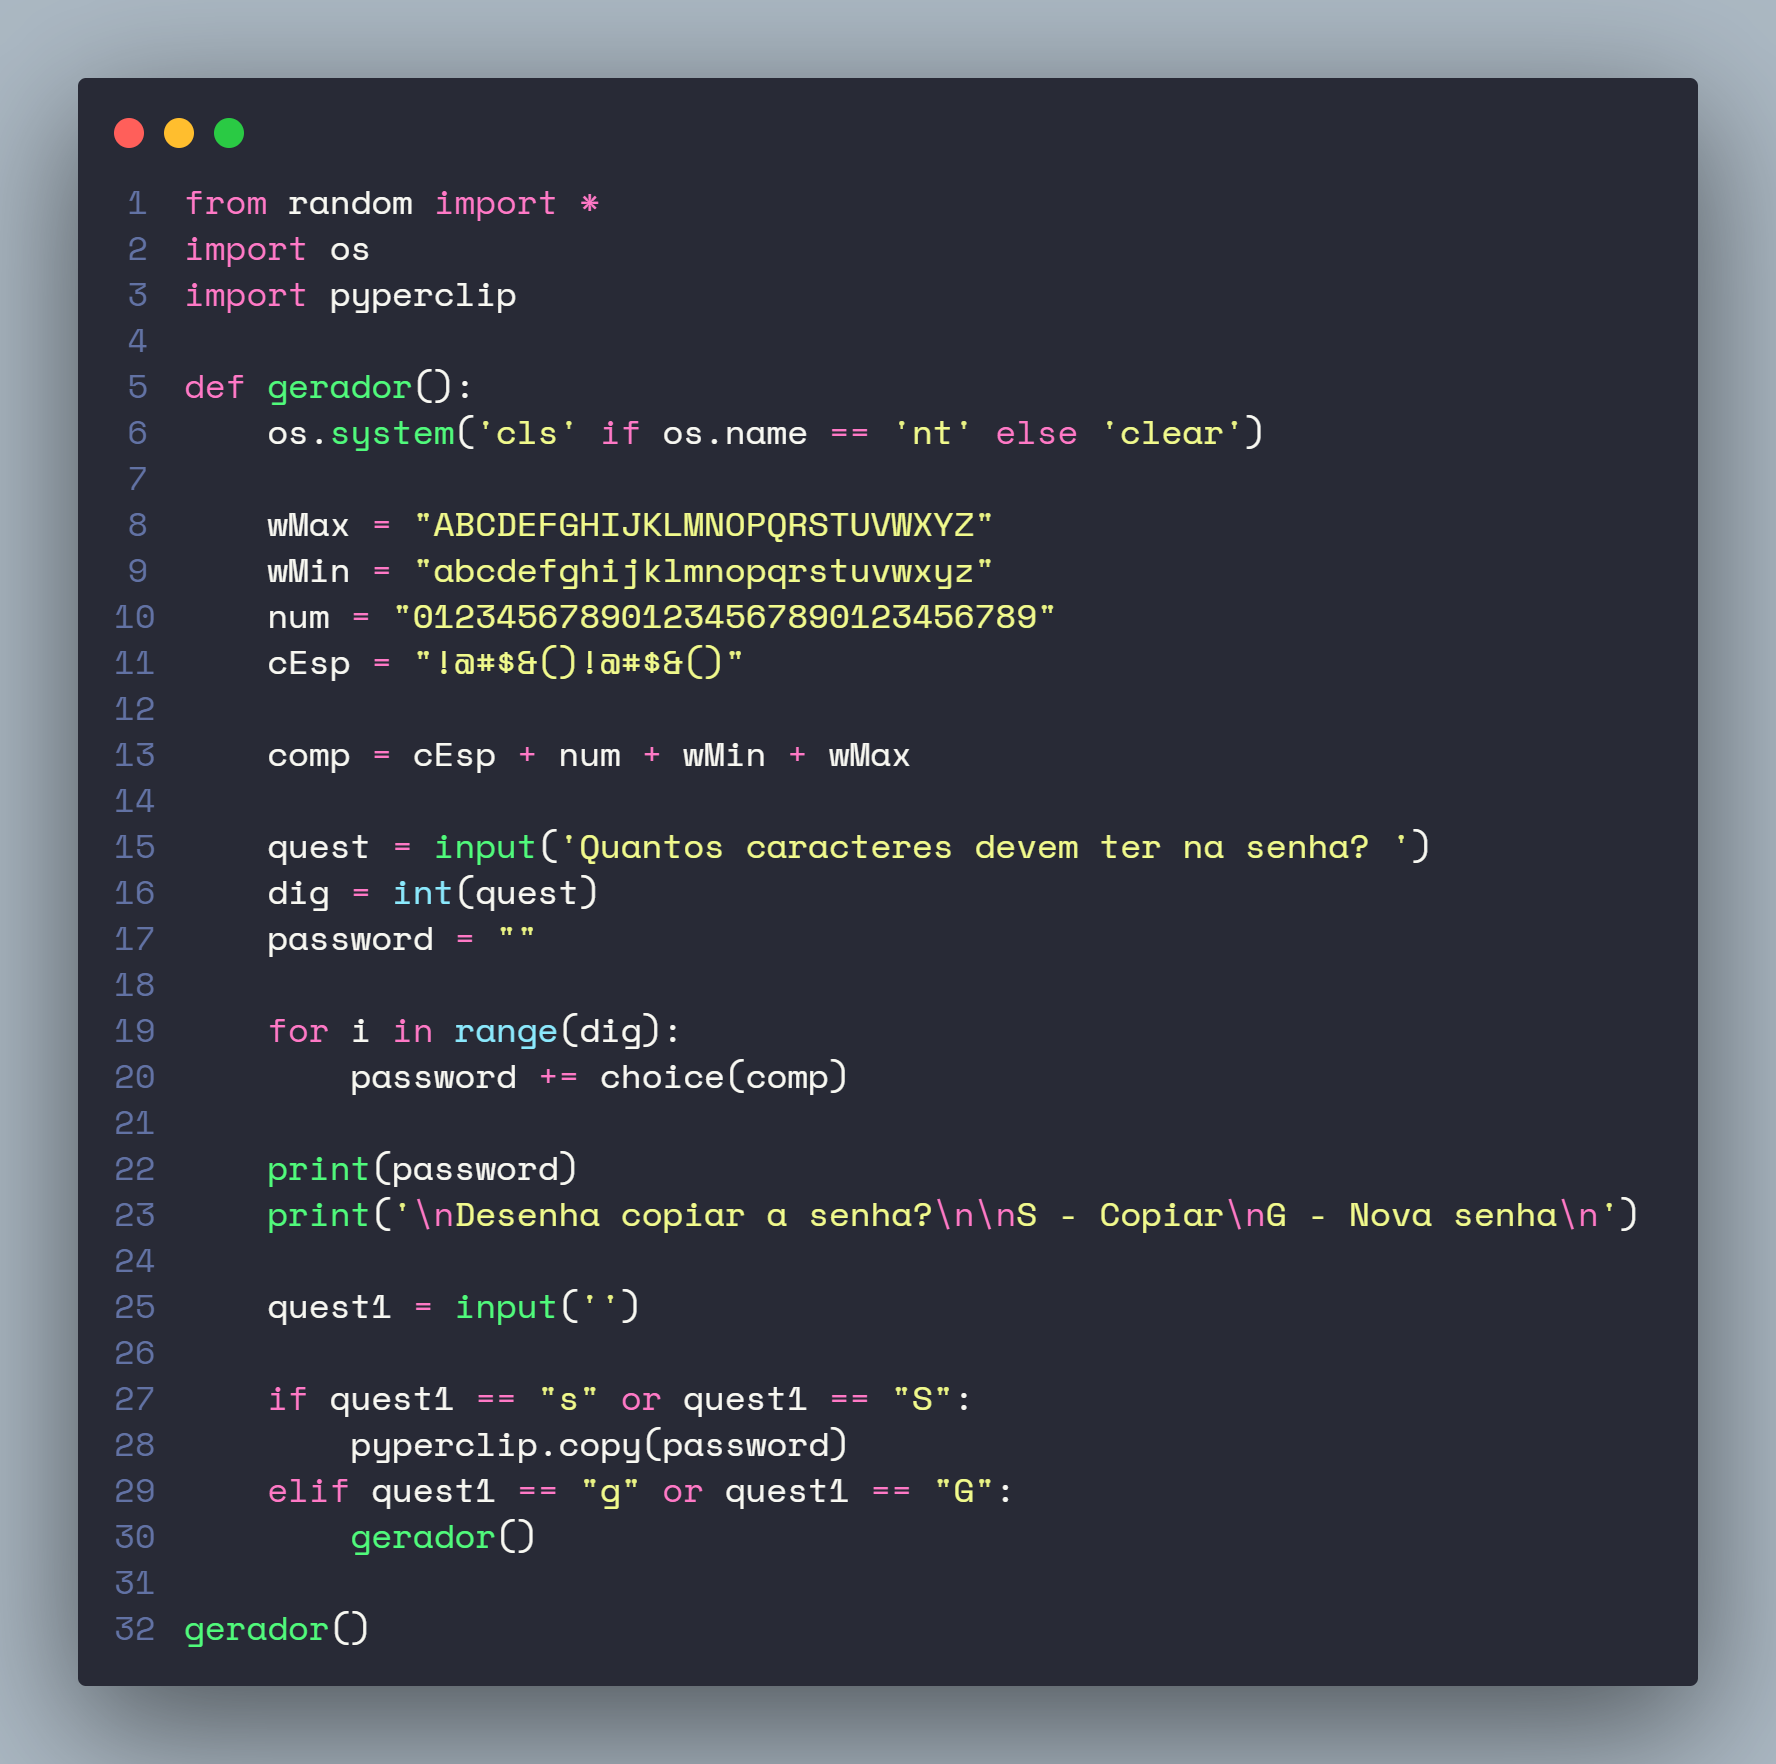 1 from random import *
2 import os
3 import pyperclip
4
5 def gerador():
6     os.system('cls' if os.name == 'nt' else 'clear')
7
8     wMax = "ABCDEFGHIJKLMNOPQRSTUVWXYZ"
9     wMin = "abcdefghijklmnopqrstuvwxyz"
10     num = "012345678901234567890123456789"
11     cEsp = "!@#$&()!@#$&()"
12
13     comp = cEsp + num + wMin + wMax
14
15     quest = input('Quantos caracteres devem ter na senha? ')
16     dig = int(quest)
17     password = ""
18
19     for i in range(dig):
20         password += choice(comp)
21
22     print(password)
23     print('\nDesenha copiar a senha?\n\nS - Copiar\nG - Nova senha\n')
24
25     quest1 = input('')
26
27     if quest1 == "s" or quest1 == "S":
28         pyperclip.copy(password)
29     elif quest1 == "g" or quest1 == "G":
30         gerador()
31
32 gerador()